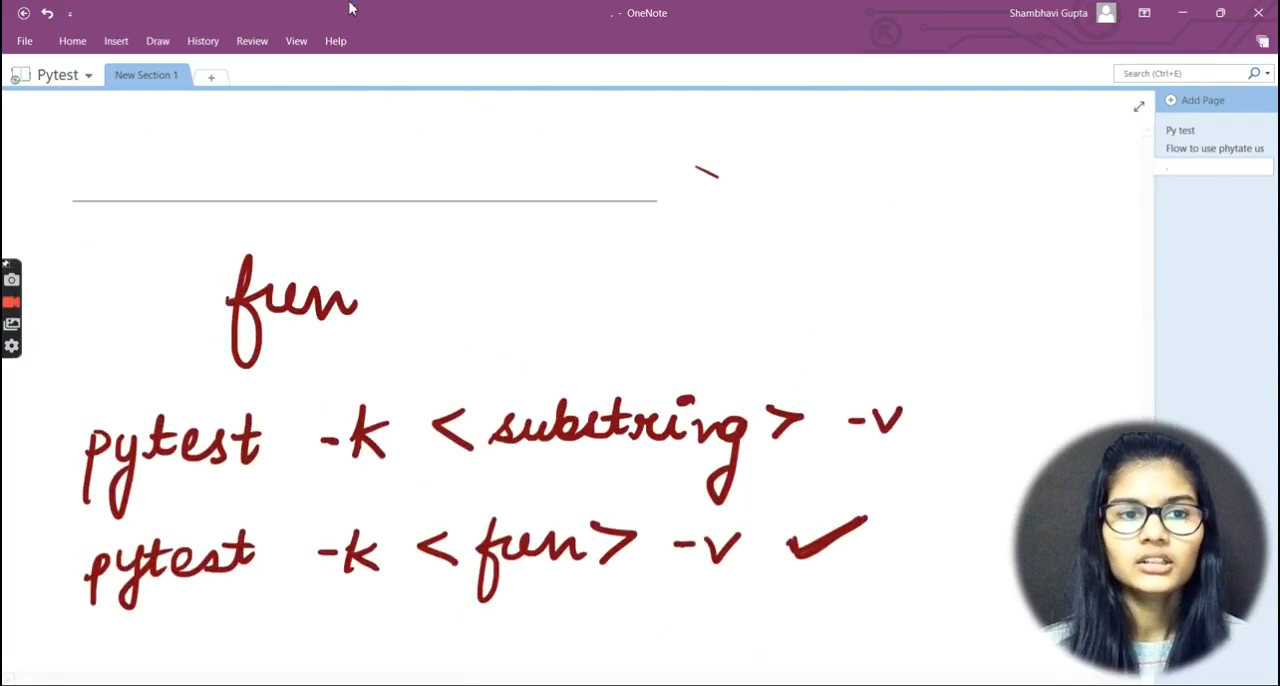 . - OneNote
Shambhavi Gupta
File Home Insert Draw History Review View Help
Pytest New Section 1 +
Search (Ctrl+E)
Add Page
Py test
Flow to use phytate us
.
fun
pytest -k < substring > -v
pytest -k < fun > -v ✓